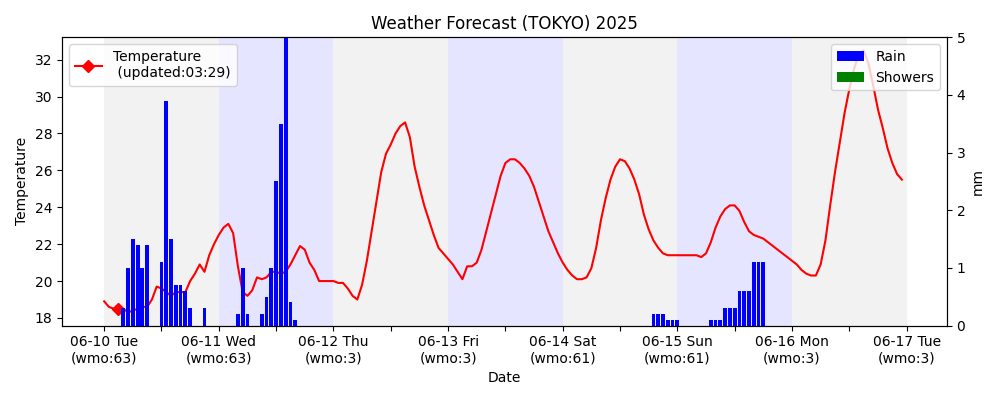 Weather Forecast (TOKYO) 2025
Temperature
(updated:03:29)
Rain
Showers
Temperature
32
30
28
26
24
22
20
18
5
4
3
2
1
0
mm
06-10 Tue
(wmo:63)
06-11 Wed
(wmo:63)
06-12 Thu
(wmo:3)
06-13 Fri
(wmo:3)
06-14 Sat
(wmo:61)
06-15 Sun
(wmo:61)
06-16 Mon
(wmo:3)
06-17 Tue
(wmo:3)
Date